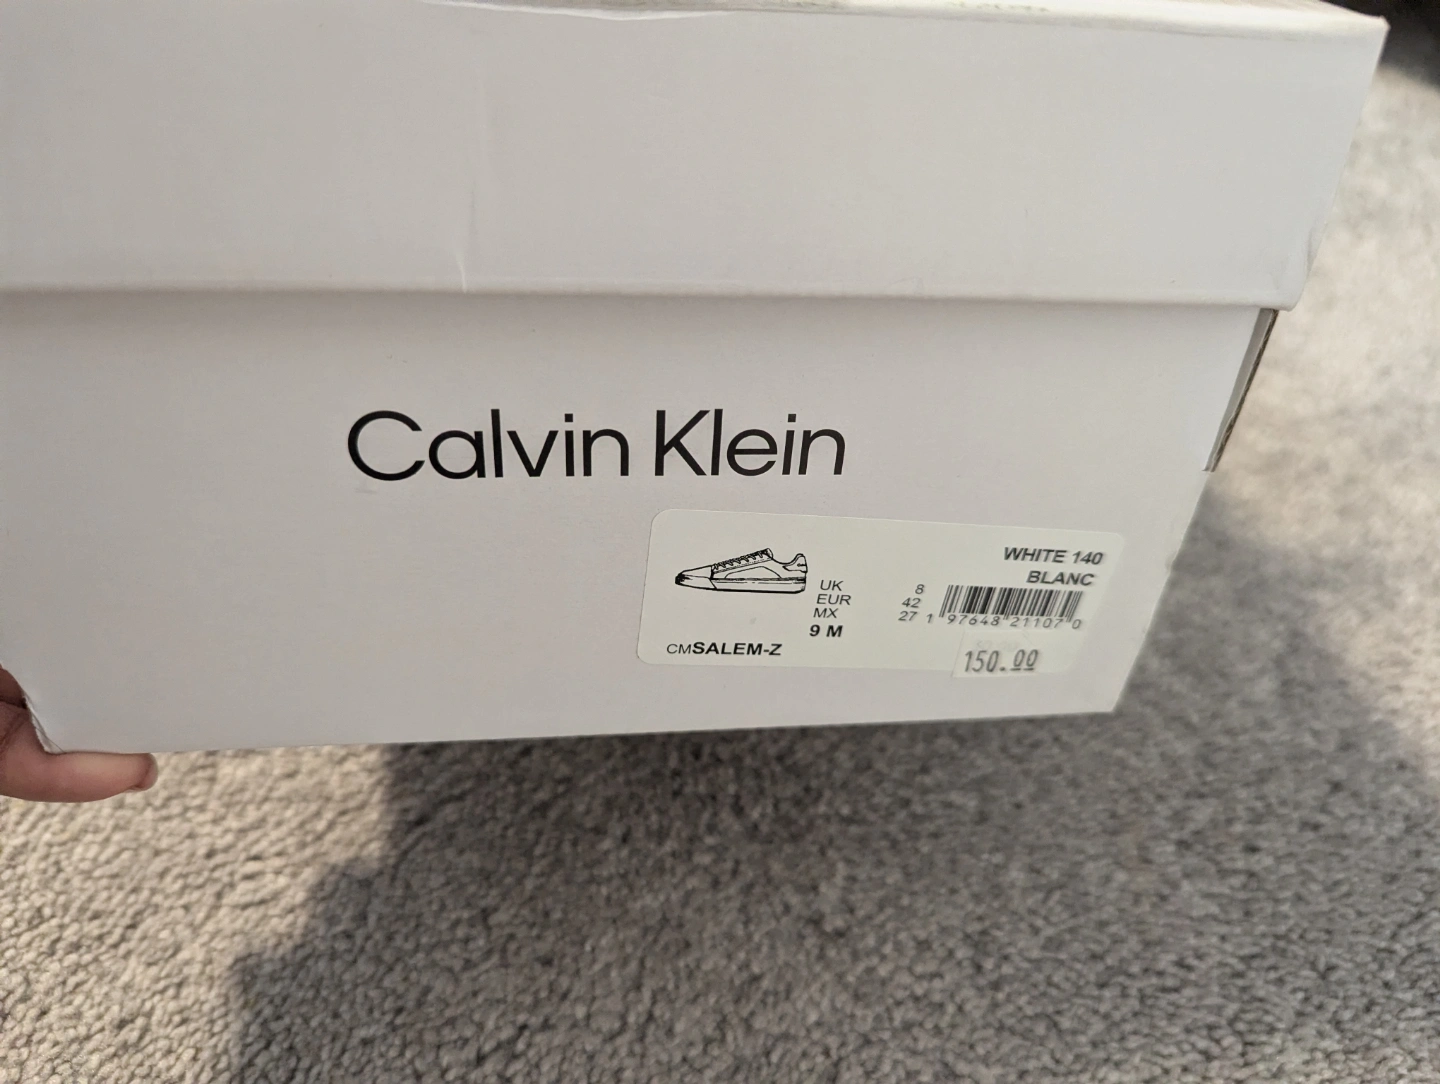 Calvin Klein
WHITE 140
BLANC
UK 8
EUR 42
MX 27
9 M
1 97648 21107 0
CMSALEM-Z
150.00